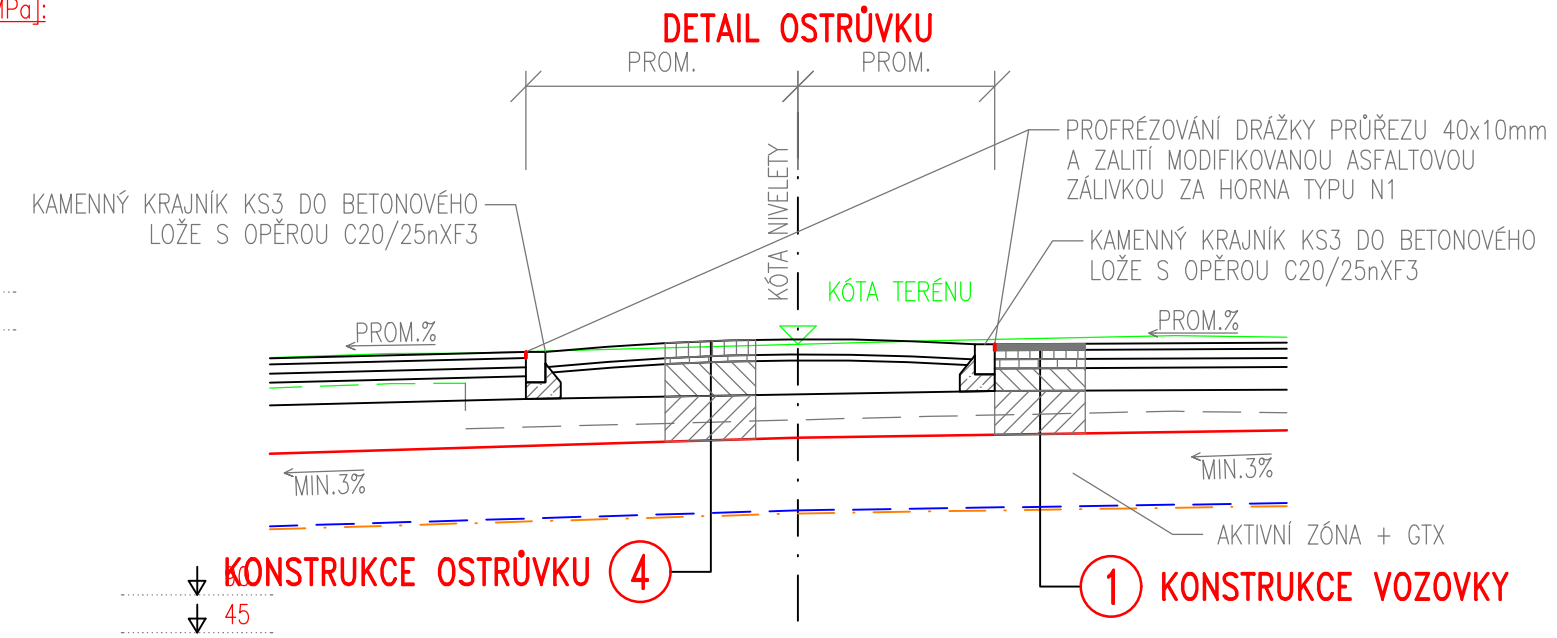 MPa]:
DETAIL OSTRŮVKU
PROM.
PROM.
PROFRÉZOVÁNÍ DRÁŽKY PRŮŘEZU 40x10mm
A ZALITÍ MODIFIKOVANOU ASFALTOVOU
ZÁLIVKOU ZA HORNA TYPU N1
KAMENNÝ KRAJNÍK KS3 DO BETONOVÉHO
LOŽE S OPĚROU C20/25nXF3
KÓTA NIVELETY
KAMENNÝ KRAJNÍK KS3 DO BETONOVÉHO
LOŽE S OPĚROU C20/25nXF3
KÓTA TERÉNU
PROM.%
PROM.%
MIN.3%
MIN.3%
AKTIVNÍ ZÓNA + GTX
KONSTRUKCE OSTRŮVKU 4
1 KONSTRUKCE VOZOVKY
45